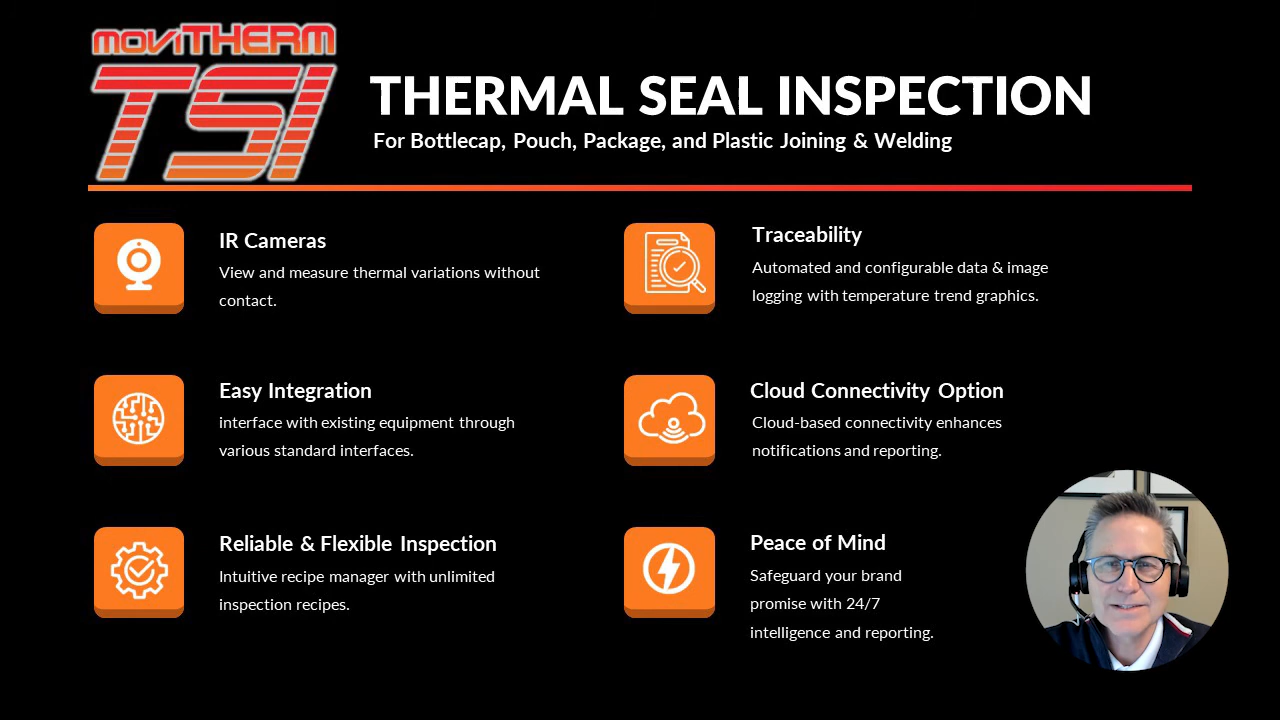 moviTHERM
TSI
THERMAL SEAL INSPECTION
For Bottlecap, Pouch, Package, and Plastic Joining & Welding
IR Cameras
View and measure thermal variations without
contact.
Easy Integration
interface with existing equipment through
various standard interfaces.
Reliable & Flexible Inspection
Intuitive recipe manager with unlimited
inspection recipes.
Traceability
Automated and configurable data & image
logging with temperature trend graphics.
Cloud Connectivity Option
Cloud-based connectivity enhances
notifications and reporting.
Peace of Mind
Safeguard your brand
promise with 24/7
intelligence and reporting.